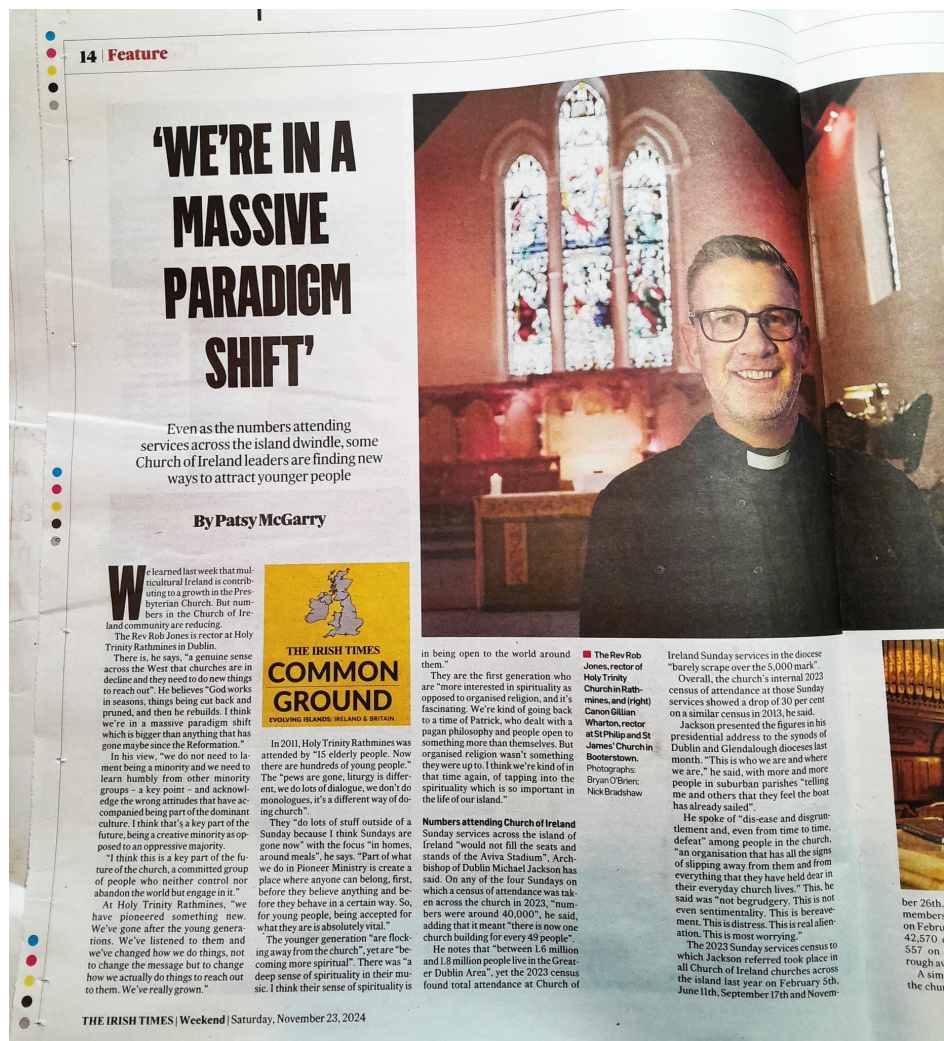 14 | Feature
‘WE’RE IN A
MASSIVE
PARADIGM
SHIFT’
Even as the numbers attending
services across the island dwindle, some
Church of Ireland leaders are finding new
ways to attract younger people
By Patsy McGarry
We learned last week that mul-
ticultural Ireland is contrib-
uting to a growth in the Pres-
byterian Church. But num-
bers in the Church of Ire-
land community are reducing.
The Rev Rob Jones is rector at Holy
Trinity Rathmines in Dublin.
There is, he says, “a genuine sense
across the West that churches are in
decline and they need to do new things
to reach out”. He believes “God works
in seasons, things being cut back and
pruned, and then he rebuilds. I think
we’re in a massive paradigm shift
which is bigger than anything that has
gone maybe since the Reformation.”
In his view, “we do not need to la-
ment being a minority and we need to
learn humbly from other minority
groups – a key point – and acknowl-
edge the wrong attitudes that have ac-
companied being part of the dominant
culture. I think that’s a key part of the
future, being a creative minority as op-
posed to an oppressive majority.
“I think this is a key part of the fu-
ture of the church, a committed group
of people who neither control nor
abandon the world but engage in it.”
At Holy Trinity Rathmines, “we
have pioneered something new.
We’ve gone after the young genera-
tions. We’ve listened to them and
we’ve changed how we do things, not
to change the message but to change
how we actually do things to reach out
to them. We’ve really grown.”
THE IRISH TIMES
COMMON
GROUND
EVOLVING ISLANDS: IRELAND & BRITAIN
In 2011, Holy Trinity Rathmines was
attended by “15 elderly people. Now
there are hundreds of young people.”
The “pews are gone, liturgy is differ-
ent, we do lots of dialogue, we don’t do
monologues, it’s a different way of do-
ing church”.
They “do lots of stuff outside of a
Sunday because I think Sundays are
gone now” with the focus “in homes,
around meals”, he says. “Part of what
we do in Pioneer Ministry is create a
place where anyone can belong, first,
before they believe anything and be-
fore they behave in a certain way. So,
for young people, being accepted for
what they are is absolutely vital.”
The younger generation “are flock-
ing away from the church”, yet are “be-
coming more spiritual”. There was “a
deep sense of spirituality in their mu-
sic. I think their sense of spirituality is
in being open to the world around
them.”
They are the first generation who
are “more interested in spirituality as
opposed to organised religion, and it’s
fascinating. We’re kind of going back
to a time of Patrick, who dealt with a
pagan philosophy and people open to
something more than themselves. But
organised religion wasn’t something
they were up to. I think we’re kind of in
that time again, of tapping into the
spirituality which is so important in
the life of our island.”
Numbers attending Church of Ireland
Sunday services across the island of
Ireland “would not fill the seats and
stands of the Aviva Stadium”, Arch-
bishop of Dublin Michael Jackson has
said. On any of the four Sundays on
which a census of attendance was tak-
en across the church in 2023, “num-
bers were around 40,000”, he said,
adding that it meant “there is now one
church building for every 49 people”.
He notes that “between 1.6 million
and 1.8 million people live in the Great-
er Dublin Area”, yet the 2023 census
found total attendance at Church of
The Rev Rob
Jones, rector of
Holy Trinity
Church in Rath-
mines, and (right)
Canon Gillian
Wharton, rector
at St Philip and St
James’ Church in
Booterstown.
Photographs:
Bryan O’Brien;
Nick Bradshaw
Ireland Sunday services in the diocese
“barely scrape over the 5,000 mark”.
Overall, the church’s internal 2023
census of attendance at those Sunday
services showed a drop of 30 per cent
on a similar census in 2013, he said.
Jackson presented the figures in his
presidential address to the synods of
Dublin and Glendalough dioceses last
month. “This is who we are and where
we are,” he said, with more and more
people in suburban parishes “telling
me and others that they feel the boat
has already sailed”.
He spoke of “dis-ease and disgrun-
tlement and, even from time to time,
defeat” among people in the church,
“an organisation that has all the signs
of slipping away from them and from
everything that they have held dear in
their everyday church lives.” This, he
said was “not begrudgery. This is not
even sentimentality. This is bereave-
ment. This is distress. This is real alien-
ation. This is most worrying.”
The 2023 Sunday services census to
which Jackson referred took place in
all Church of Ireland churches across
the island last year on February 5th,
June 11th, September 17th and Novem-
ber 26th.
members
on Febru
42,570 o
557 on
rough av
A sim
the chu
THE IRISH TIMES | Weekend | Saturday, November 23, 2024